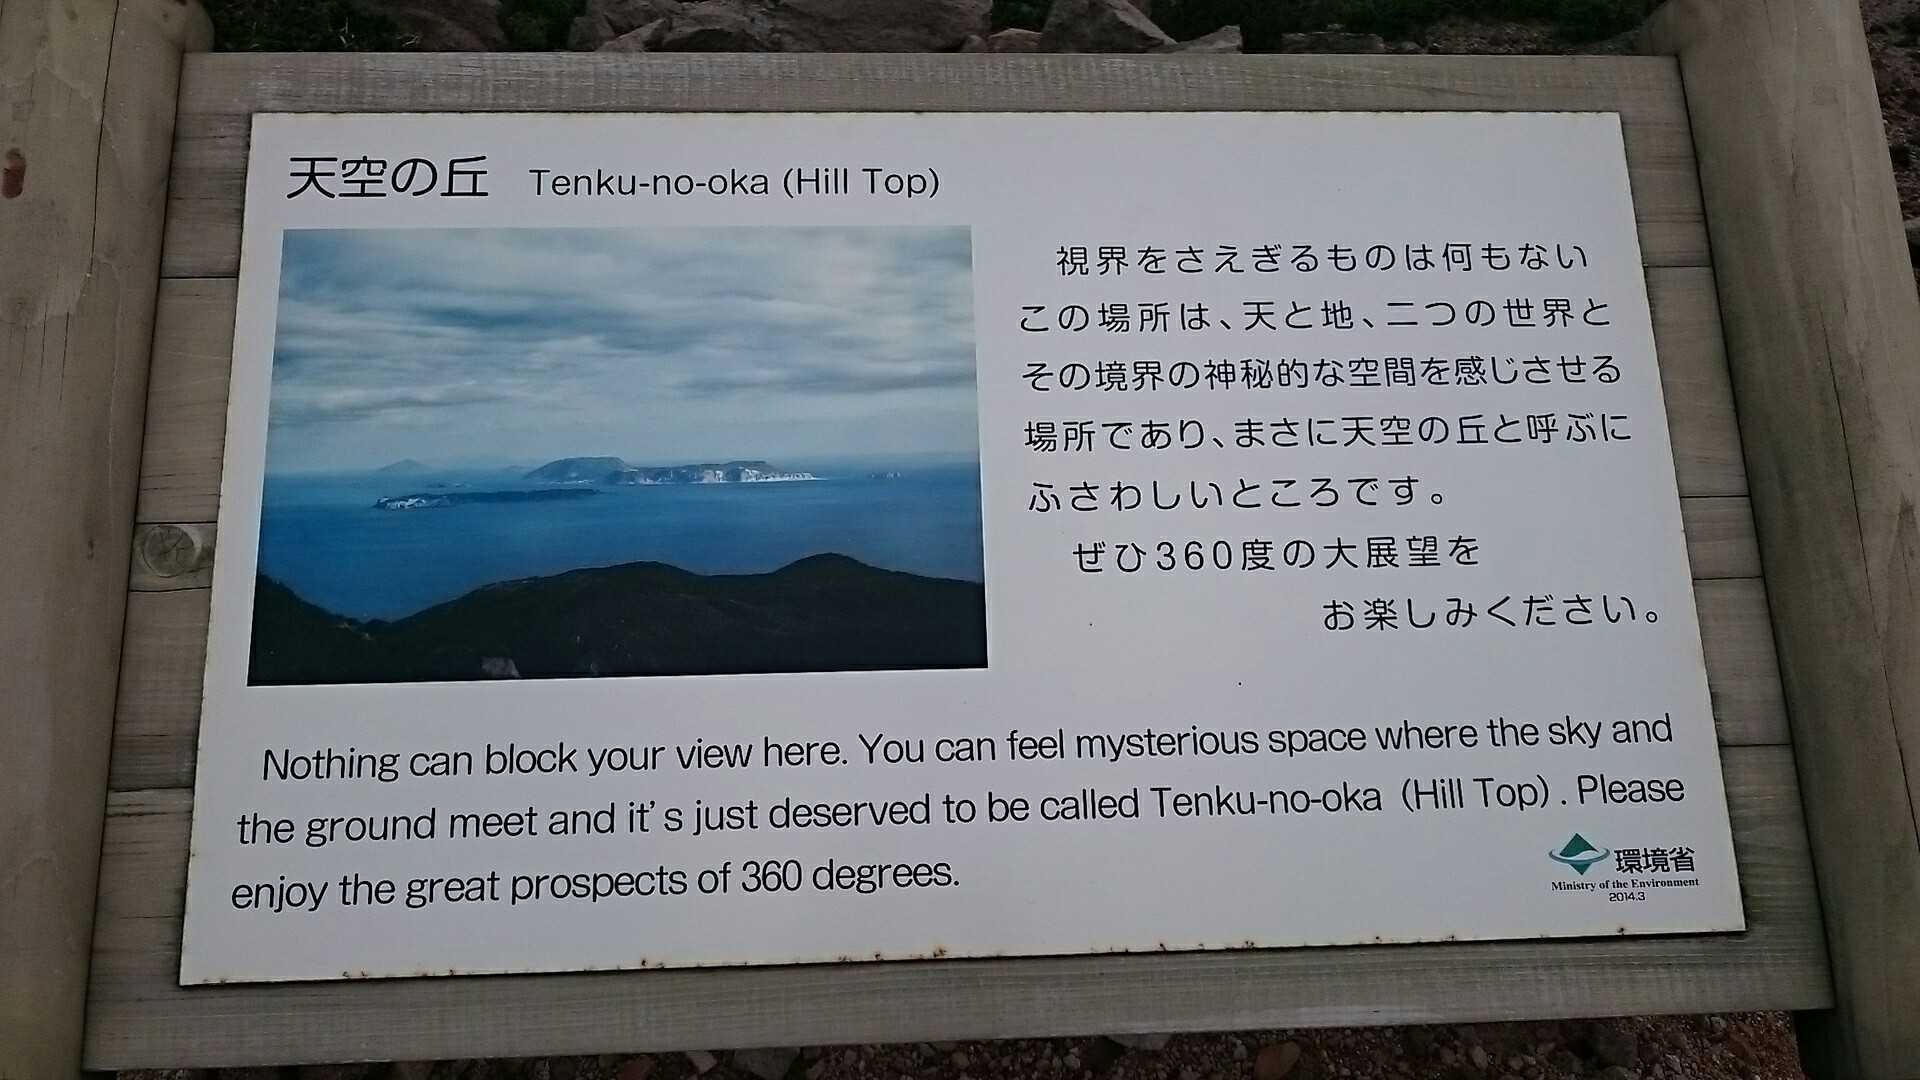 天空の丘 Tenku-no-oka (Hill Top)
視界をさえぎるものは何もない
この場所は、天と地、二つの世界と
その境界の神秘的な空間を感じさせる
場所であり、まさに天空の丘と呼ぶに
ふさわしいところです。
ぜひ360度の大展望を
お楽しみください。
Nothing can block your view here. You can feel mysterious space where the sky and
the ground meet and it's just deserved to be called Tenku-no-oka (Hill Top). Please
enjoy the great prospects of 360 degrees.
環境省
Ministry of the Environment
2014.3